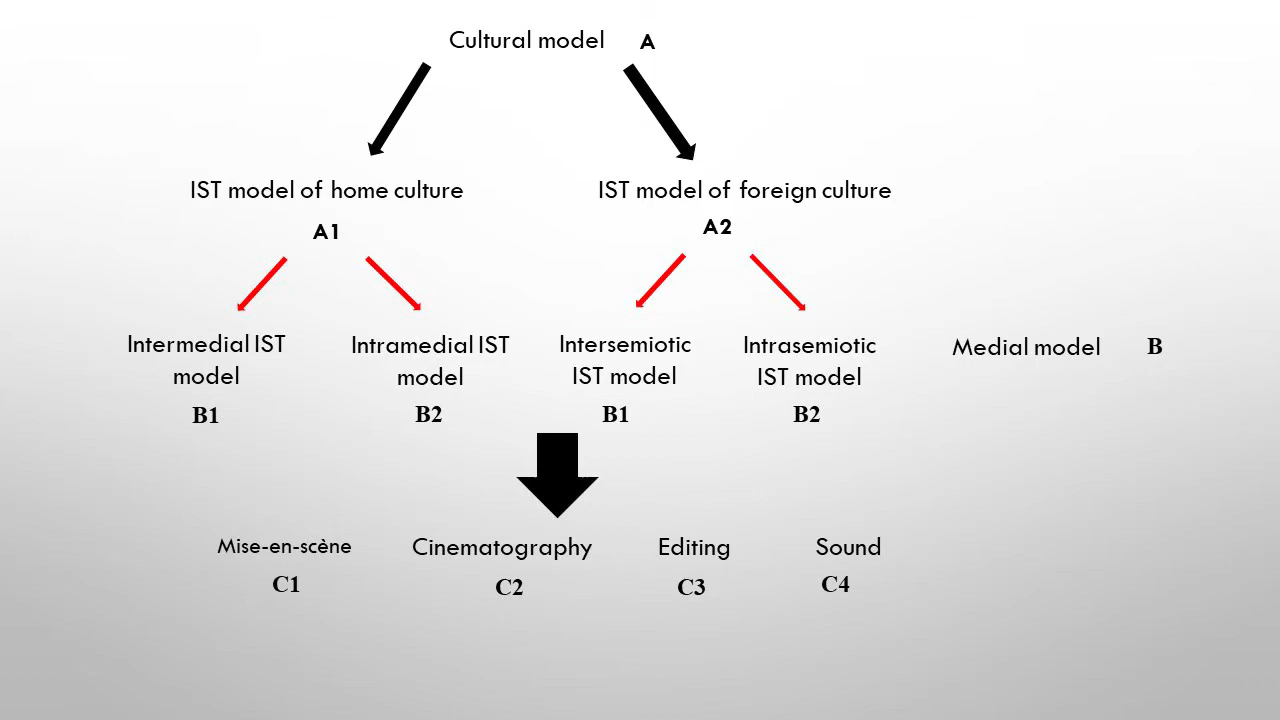 Cultural model A
IST model of home culture
IST model of foreign culture
A1
A2
Intermedial IST
model
Intramedial IST
model
Intersemiotic
IST model
Intrasemiotic
IST model
Medial model B
B1
B2
B1
B2
Mise-en-scène
Cinematography
Editing
Sound
C1
C2
C3
C4